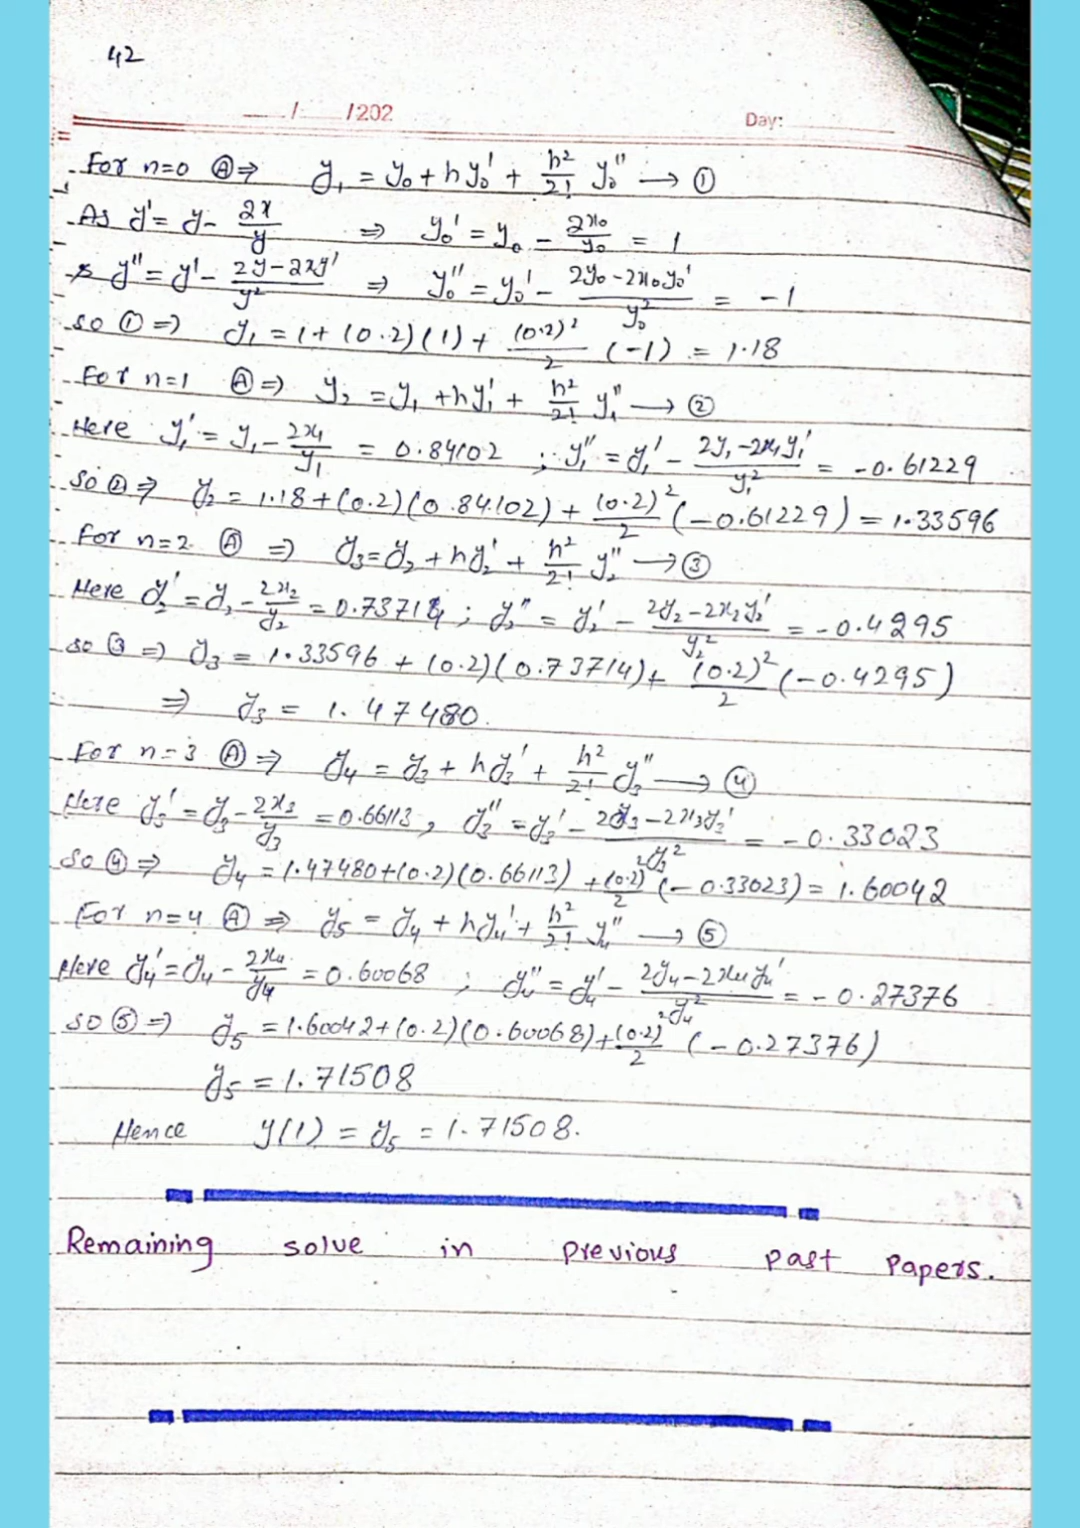 42
/ /202 Day:
For n=0 Ⓐ⇒ y₁ = y₀ + hy₀' + h²/2! y₀'' → ①
As y' = y - 2x/y ⇒ y₀' = y₀ - 2x₀/y₀ = 1
y'' = y' - 2y-2xy'/y² ⇒ y₀'' = y₀' - 2y₀-2x₀y₀'/y₀² = -1
so ①⇒ y₁ = 1+(0.2)(1)+ (0.2)²/2 (-1) = 1.18
For n=1 Ⓐ⇒ y₂ = y₁ + hy₁' + h²/2! y₁'' → ②
Here y₁' = y₁ - 2x₁/y₁ = 0.84102 ; y₁'' = y₁' - 2y₁-2x₁y₁'/y₁² = -0.61229
so ②⇒ y₂ = 1.18+(0.2)(0.84102)+ (0.2)²/2 (-0.61229) = 1.33596
For n=2 Ⓐ ⇒ y₃ = y₂ + hy₂' + h²/2! y₂'' → ③
Here y₂' = y₂ - 2x₂/y₂ = 0.73714 ; y₂'' = y₂' - 2y₂-2x₂y₂'/y₂² = -0.4295
so ③ ⇒ y₃ = 1.33596 + (0.2)(0.73714)+ (0.2)²/2 (-0.4295)
⇒ y₃ = 1.47480.
For n=3 Ⓐ⇒ y₄ = y₃ + hy₃' + h²/2! y₃'' → ④
Here y₃' = y₃ - 2x₃/y₃ = 0.66113, y₃'' = y₃' - 2y₃-2x₃y₃'/y₃² = -0.33023
So ④⇒ y₄ = 1.47480+(0.2)(0.66113) + (0.2)²/2 (-0.33023) = 1.60042
For n=4 Ⓐ ⇒ y₅ = y₄ + hy₄' + h²/2! y₄'' → ⑤
Here y₄' = y₄ - 2x₄/y₄ = 0.60068 ; y₄'' = y₄' - 2y₄-2x₄y₄'/y₄² = -0.27376
so ⑤⇒ y₅ = 1.60042+(0.2)(0.60068)+ (0.2)²/2 (-0.27376)
y₅ = 1.71508
Hence y(1) = y₅ = 1.71508.
Remaining solve in previous past papers.